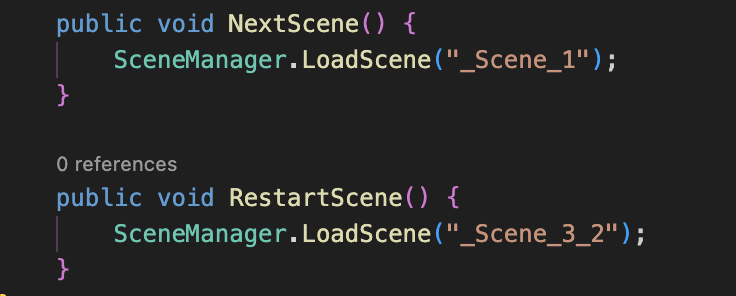 public void NextScene() {
    SceneManager.LoadScene("_Scene_1");
}
0 references
public void RestartScene() {
    SceneManager.LoadScene("_Scene_3_2");
}